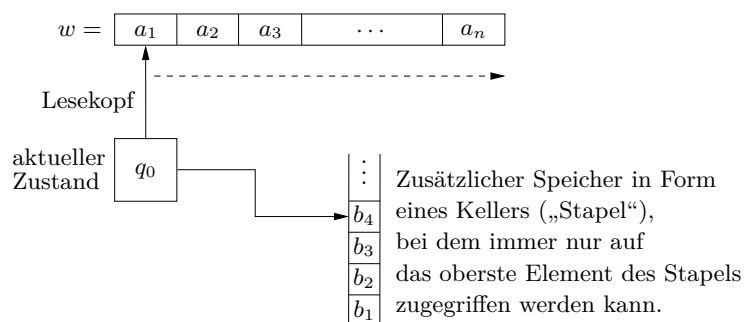 w = a₁ a₂ a₃ ⋯ aₙ
Lesekopf
aktueller
Zustand
q₀
⋮
b₄
b₃
b₂
b₁
Zusätzlicher Speicher in Form
eines Kellers („Stapel“),
bei dem immer nur auf
das oberste Element des Stapels
zugegriffen werden kann.